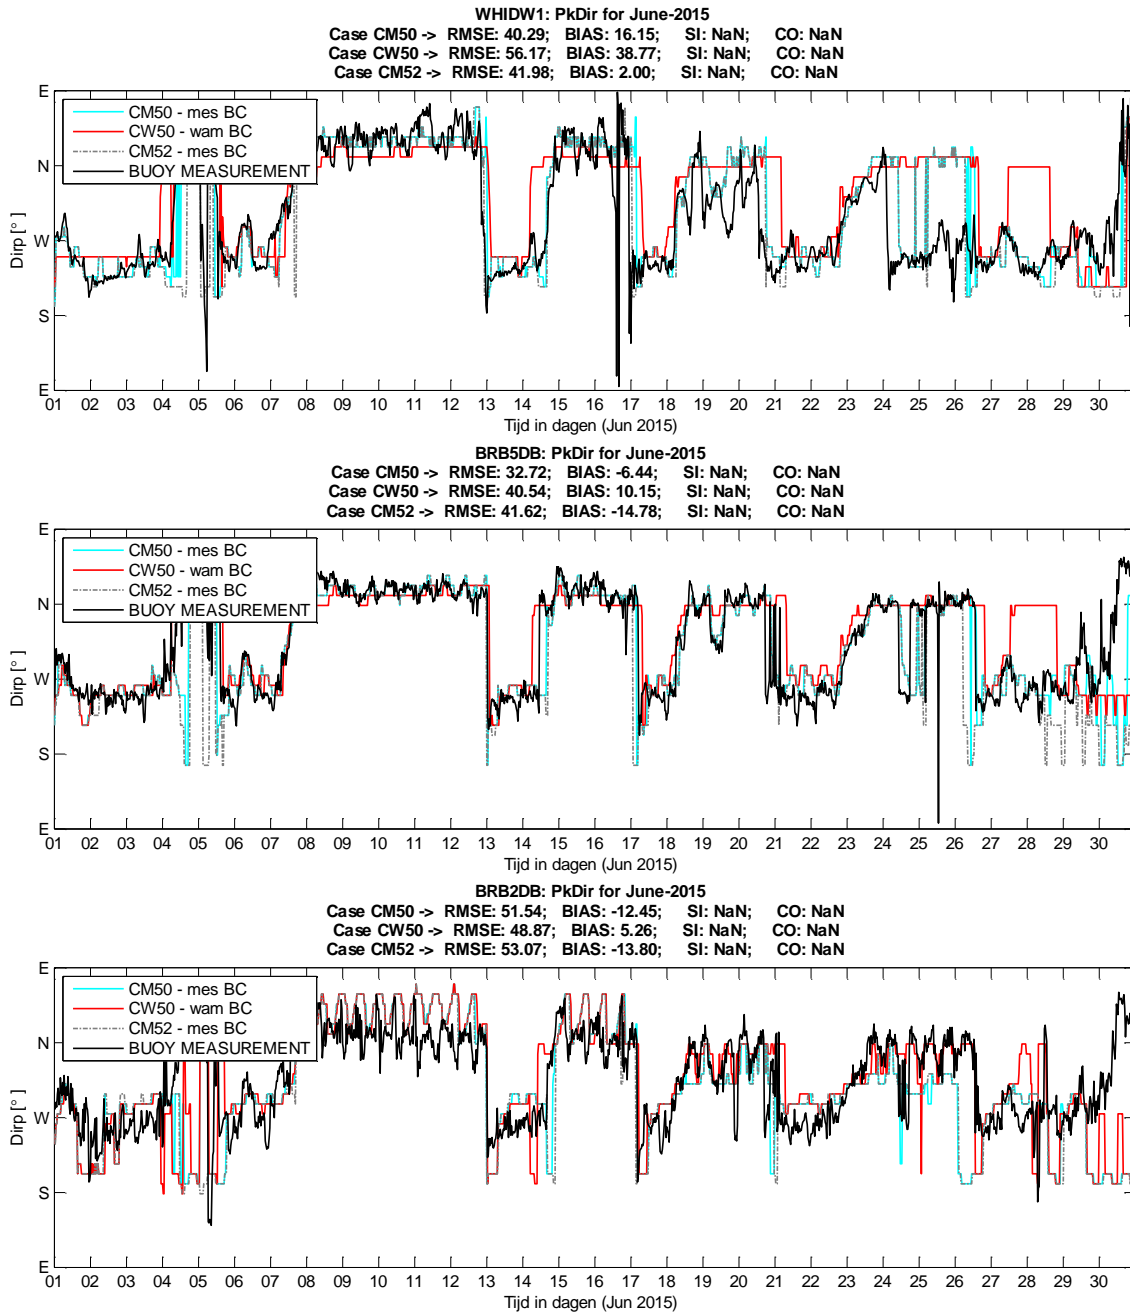 WHIDW1: PkDir for June-2015
Case CM50 -> RMSE: 40.29; BIAS: 16.15; SI: NaN; CO: NaN
Case CW50 -> RMSE: 56.17; BIAS: 38.77; SI: NaN; CO: NaN
Case CM52 -> RMSE: 41.98; BIAS: 2.00; SI: NaN; CO: NaN
E
N
W
S
E
Dirp [°]
CM50 - mes BC
CW50 - wam BC
CM52 - mes BC
BUOY MEASUREMENT
01 02 03 04 05 06 07 08 09 10 11 12 13 14 15 16 17 18 19 20 21 22 23 24 25 26 27 28 29 30
Tijd in dagen (Jun 2015)
BRB5DB: PkDir for June-2015
Case CM50 -> RMSE: 32.72; BIAS: -6.44; SI: NaN; CO: NaN
Case CW50 -> RMSE: 40.54; BIAS: 10.15; SI: NaN; CO: NaN
Case CM52 -> RMSE: 41.62; BIAS: -14.78; SI: NaN; CO: NaN
E
N
W
S
E
Dirp [°]
CM50 - mes BC
CW50 - wam BC
CM52 - mes BC
BUOY MEASUREMENT
01 02 03 04 05 06 07 08 09 10 11 12 13 14 15 16 17 18 19 20 21 22 23 24 25 26 27 28 29 30
Tijd in dagen (Jun 2015)
BRB2DB: PkDir for June-2015
Case CM50 -> RMSE: 51.54; BIAS: -12.45; SI: NaN; CO: NaN
Case CW50 -> RMSE: 48.87; BIAS: 5.26; SI: NaN; CO: NaN
Case CM52 -> RMSE: 53.07; BIAS: -13.80; SI: NaN; CO: NaN
E
N
W
S
E
Dirp [°]
CM50 - mes BC
CW50 - wam BC
CM52 - mes BC
BUOY MEASUREMENT
01 02 03 04 05 06 07 08 09 10 11 12 13 14 15 16 17 18 19 20 21 22 23 24 25 26 27 28 29 30
Tijd in dagen (Jun 2015)